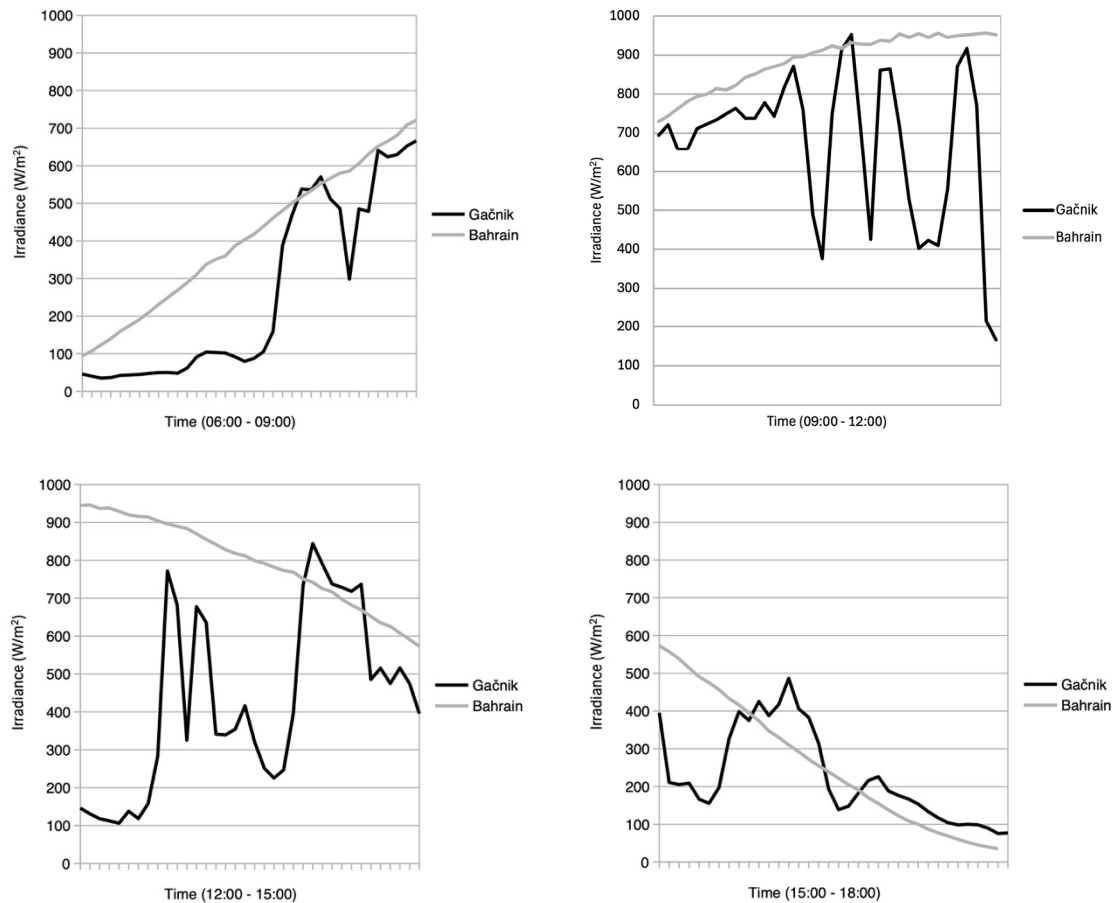 1000
900
800
700
600
500
400
300
200
100
0
Irradiance (W/m²)
Time (06:00 - 09:00)
Gačnik
Bahrain
1000
900
800
700
600
500
400
300
200
100
0
Irradiance (W/m²)
Time (09:00 - 12:00)
Gačnik
Bahrain
1000
900
800
700
600
500
400
300
200
100
0
Irradiance (W/m²)
Time (12:00 - 15:00)
Gačnik
Bahrain
1000
900
800
700
600
500
400
300
200
100
0
Irradiance (W/m²)
Time (15:00 - 18:00)
Gačnik
Bahrain